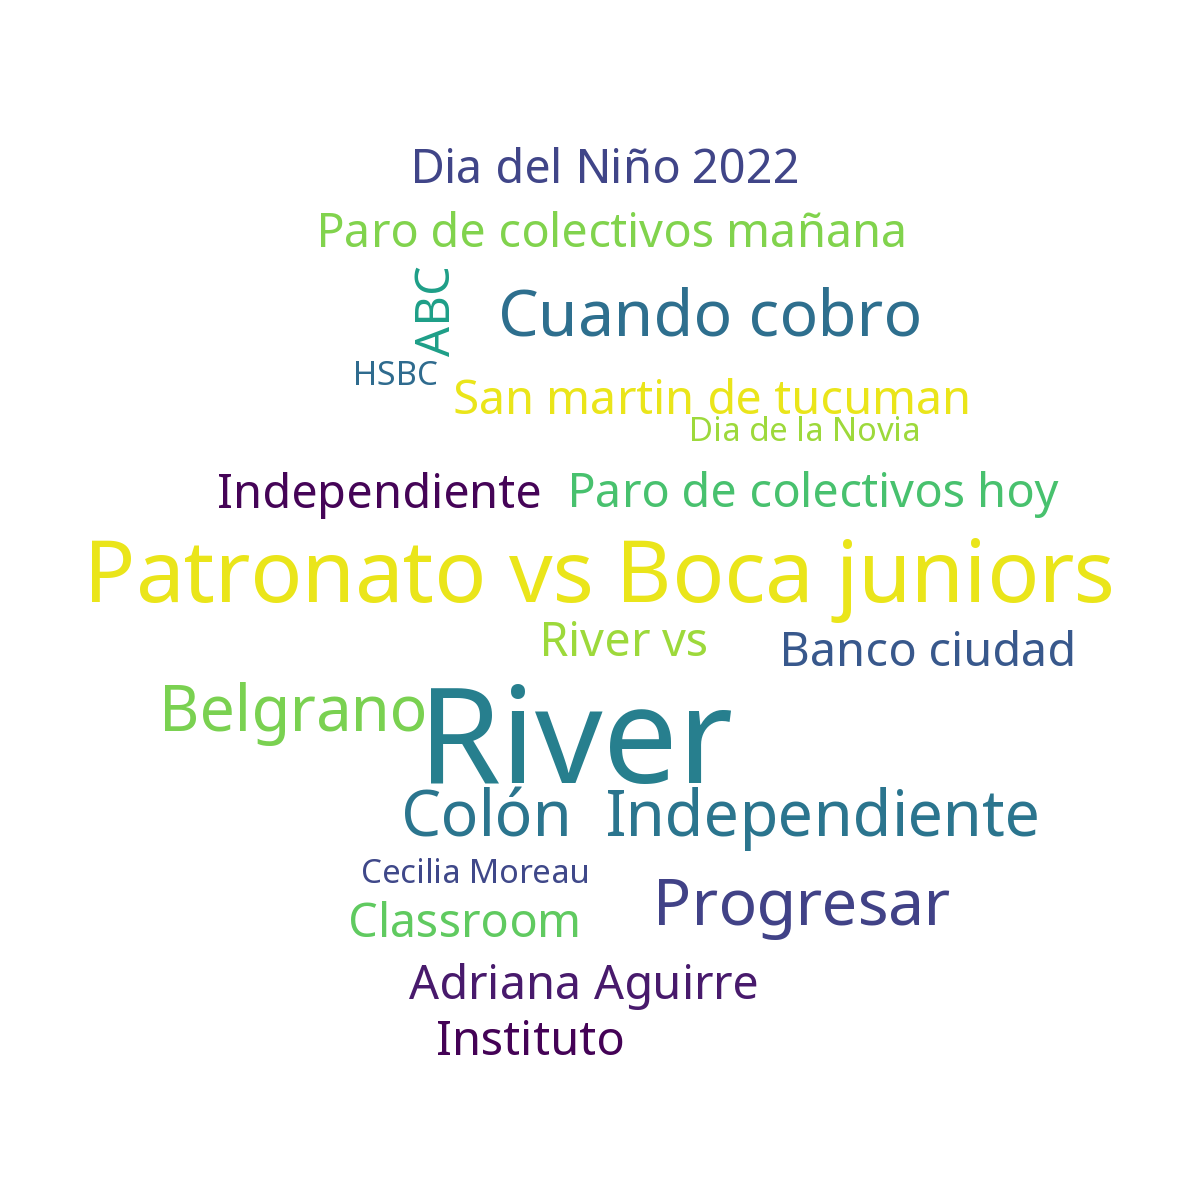 Dia del Niño 2022
Paro de colectivos mañana
ABC
Cuando cobro
HSBC
San martin de tucuman
Dia de la Novia
Independiente
Paro de colectivos hoy
Patronato vs Boca juniors
River vs
Banco ciudad
Belgrano
River
Colón
Independiente
Cecilia Moreau
Progresar
Classroom
Adriana Aguirre
Instituto